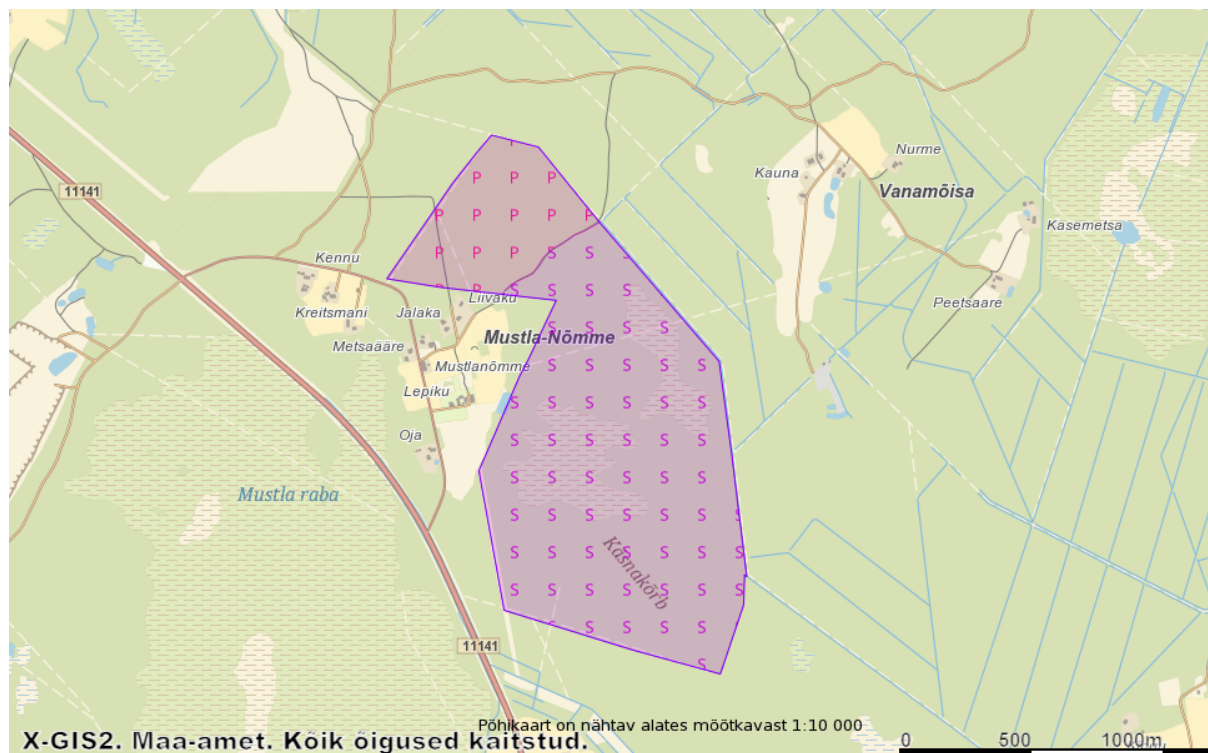 11141
Kennu
Kreitsmani
Jalaka
Liivaku
Metsaääre
Mustla-Nõmme
Mustlanõmme
Lepiku
Oja
Mustla raba
Kauna
Nurme
Vanamõisa
Kasemetsa
Peetsaare
P P P
P P P P P
P P P S S S
P P S S S S
S S S S
S S S S S
S S S S S S
S S S S S S
S S S S S S
S S S S S S S
S S S S S S S
S S S S S S S
S S S S S
S
Kasnakõrb
11141
Põhikaart on nähtav alates mõõtkavast 1:10 000
X-GIS2. Maa-amet. Kõik õigused kaitstud.
0 500 1000m